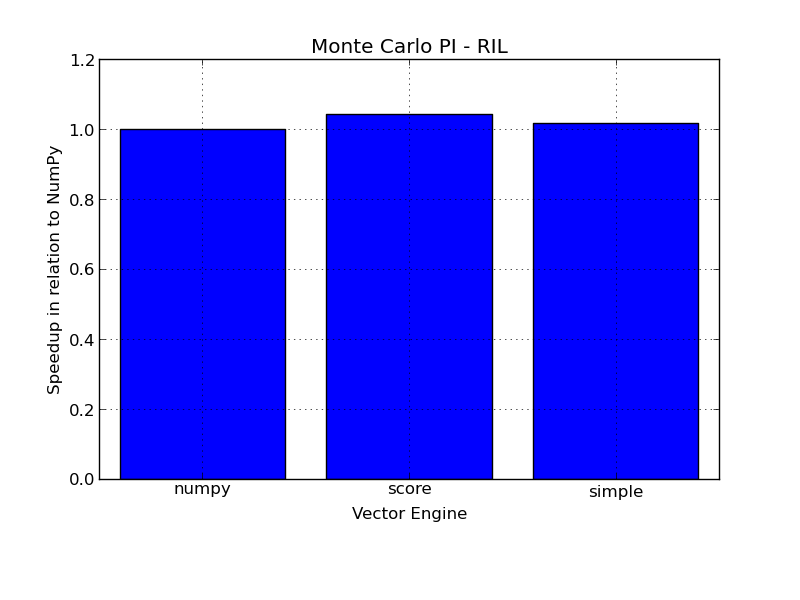 Monte Carlo PI - RIL
Speedup in relation to NumPy
1.2
1.0
0.8
0.6
0.4
0.2
0.0
numpy score simple
Vector Engine